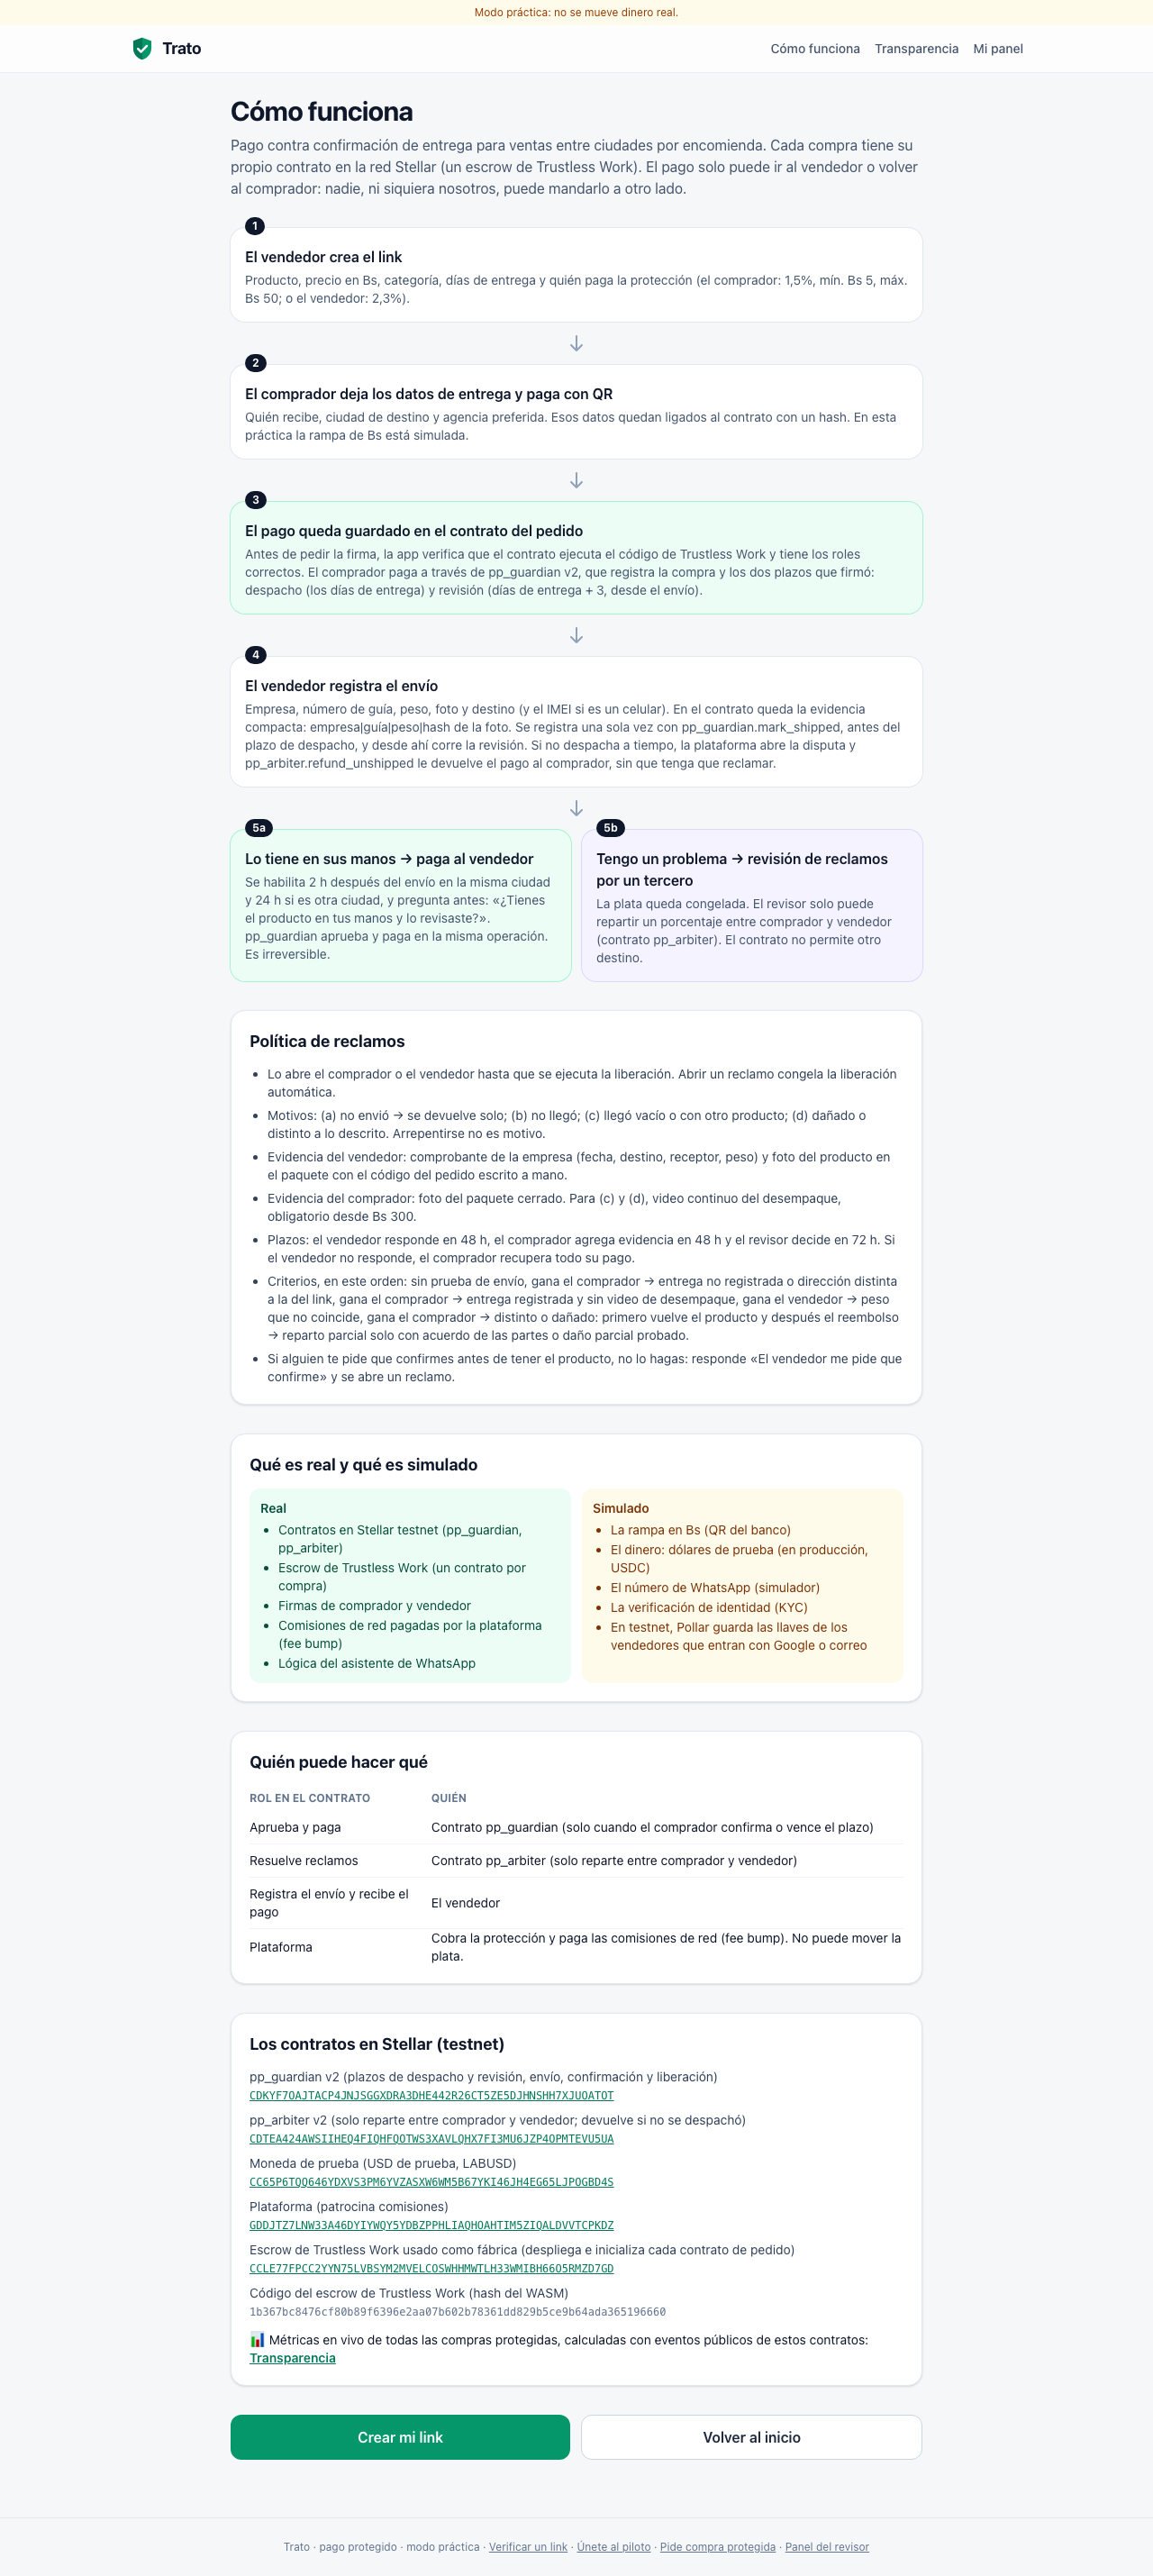 Modo práctica: no se mueve dinero real.
Trato
Cómo funciona Transparencia Mi panel
Cómo funciona
Pago contra confirmación de entrega para ventas entre ciudades por encomienda. Cada compra tiene su
propio contrato en la red Stellar (un escrow de Trustless Work). El pago solo puede ir al vendedor o volver
al comprador: nadie, ni siquiera nosotros, puede mandarlo a otro lado.
1
El vendedor crea el link
Producto, precio en Bs, categoría, días de entrega y quién paga la protección (el comprador: 1,5%, mín. Bs 5, máx.
Bs 50; o el vendedor: 2,3%).
2
El comprador deja los datos de entrega y paga con QR
Quién recibe, ciudad de destino y agencia preferida. Esos datos quedan ligados al contrato con un hash. En esta
práctica la rampa de Bs está simulada.
3
El pago queda guardado en el contrato del pedido
Antes de pedir la firma, la app verifica que el contrato ejecuta el código de Trustless Work y tiene los roles
correctos. El comprador paga a través de pp_guardian v2, que registra la compra y los dos plazos que firmó:
despacho (los días de entrega) y revisión (días de entrega + 3, desde el envío).
4
El vendedor registra el envío
Empresa, número de guía, peso, foto y destino (y el IMEI si es un celular). En el contrato queda la evidencia
compacta: empresa|guía|peso|hash de la foto. Se registra una sola vez con pp_guardian.mark_shipped, antes del
plazo de despacho, y desde ahí corre la revisión. Si no despacha a tiempo, la plataforma abre la disputa y
pp_arbiter.refund_unshipped le devuelve el pago al comprador, sin que tenga que reclamar.
5a
Lo tiene en sus manos → paga al vendedor
Se habilita 2 h después del envío en la misma ciudad
y 24 h si es otra ciudad, y pregunta antes: «¿Tienes
el producto en tus manos y lo revisaste?».
pp_guardian aprueba y paga en la misma operación.
Es irreversible.
5b
Tengo un problema → revisión de reclamos
por un tercero
La plata queda congelada. El revisor solo puede
repartir un porcentaje entre comprador y vendedor
(contrato pp_arbiter). El contrato no permite otro
destino.
Política de reclamos
• Lo abre el comprador o el vendedor hasta que se ejecuta la liberación. Abrir un reclamo congela la liberación
automática.
• Motivos: (a) no envió → se devuelve solo; (b) no llegó; (c) llegó vacío o con otro producto; (d) dañado o
distinto a lo descrito. Arrepentirse no es motivo.
• Evidencia del vendedor: comprobante de la empresa (fecha, destino, receptor, peso) y foto del producto en
el paquete con el código del pedido escrito a mano.
• Evidencia del comprador: foto del paquete cerrado. Para (c) y (d), video continuo del desempaque,
obligatorio desde Bs 300.
• Plazos: el vendedor responde en 48 h, el comprador agrega evidencia en 48 h y el revisor decide en 72 h. Si
el vendedor no responde, el comprador recupera todo su pago.
• Criterios, en este orden: sin prueba de envío, gana el comprador → entrega no registrada o dirección distinta
a la del link, gana el comprador → entrega registrada y sin video de desempaque, gana el vendedor → peso
que no coincide, gana el comprador → distinto o dañado: primero vuelve el producto y después el reembolso
→ reparto parcial solo con acuerdo de las partes o daño parcial probado.
• Si alguien te pide que confirmes antes de tener el producto, no lo hagas: responde «El vendedor me pide que
confirme» y se abre un reclamo.
Qué es real y qué es simulado
Real
• Contratos en Stellar testnet (pp_guardian,
pp_arbiter)
• Escrow de Trustless Work (un contrato por
compra)
• Firmas de comprador y vendedor
• Comisiones de red pagadas por la plataforma
(fee bump)
• Lógica del asistente de WhatsApp
Simulado
• La rampa en Bs (QR del banco)
• El dinero: dólares de prueba (en producción,
USDC)
• El número de WhatsApp (simulador)
• La verificación de identidad (KYC)
• En testnet, Pollar guarda las llaves de los
vendedores que entran con Google o correo
Quién puede hacer qué
ROL EN EL CONTRATO QUIÉN
Aprueba y paga Contrato pp_guardian (solo cuando el comprador confirma o vence el plazo)
Resuelve reclamos Contrato pp_arbiter (solo reparte entre comprador y vendedor)
Registra el envío y recibe el
pago
El vendedor
Plataforma
Cobra la protección y paga las comisiones de red (fee bump). No puede mover la
plata.
Los contratos en Stellar (testnet)
pp_guardian v2 (plazos de despacho y revisión, envío, confirmación y liberación)
CDKYF7OAJTACP4JNJSGGXDRA3DHE442R26CT5ZE5DJHNSHH7XJUOATOT
pp_arbiter v2 (solo reparte entre comprador y vendedor; devuelve si no se despachó)
CDTEA424AWSIIHEQ4FIQHFQOTWS3XAVLQHX7FI3MU6JZP4OPMTEVU5UA
Moneda de prueba (USD de prueba, LABUSD)
CC65P6TQQ646YDXVS3PM6YVZASXW6WM5B67YKI46JH4EG65LJPOGBD4S
Plataforma (patrocina comisiones)
GDDJTZ7LNW33A46DYIYWQY5YDBZPPHLIAQHOAHTIM5ZIQALDVVTCPKDZ
Escrow de Trustless Work usado como fábrica (despliega e inicializa cada contrato de pedido)
CCLE77FPCC2YYN75LVBSYM2MVELCOSWHHMWTLH33WMIBH66O5RMZD7GD
Código del escrow de Trustless Work (hash del WASM)
1b367bc8476cf80b89f6396e2aa07b602b78361dd829b5ce9b64ada365196660
Métricas en vivo de todas las compras protegidas, calculadas con eventos públicos de estos contratos:
Transparencia
Crear mi link
Volver al inicio
Trato · pago protegido · modo práctica · Verificar un link · Únete al piloto · Pide compra protegida · Panel del revisor